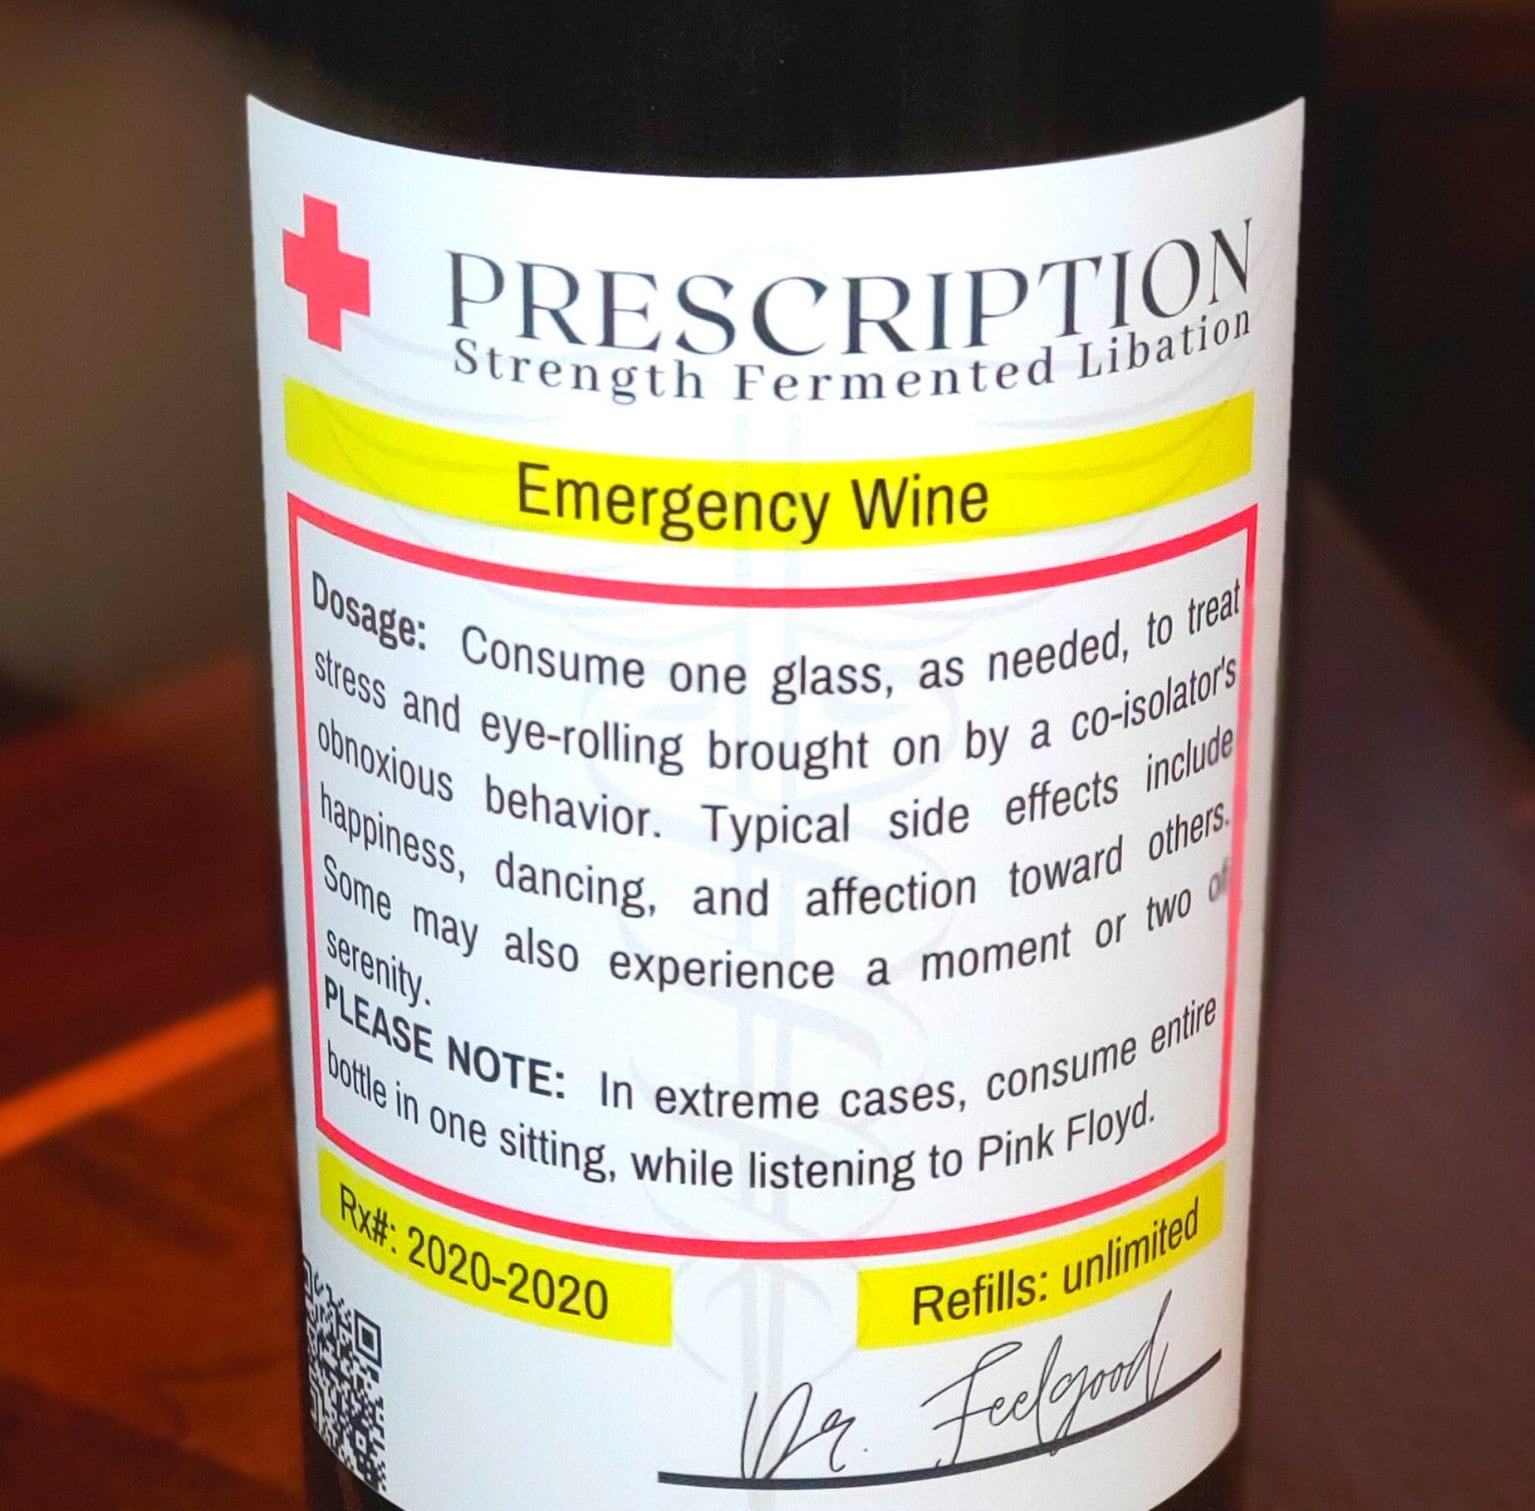 PRESCRIPTION
Strength Fermented Libation
Emergency Wine
Dosage: Consume one glass, as needed, to treat
stress and eye-rolling brought on by a co-isolator's
obnoxious behavior. Typical side effects include
happiness, dancing, and affection toward others.
Some may also experience a moment or two of
serenity.
PLEASE NOTE: In extreme cases, consume entire
bottle in one sitting, while listening to Pink Floyd.
Rx#: 2020-2020
Refills: unlimited
Dr. Feelgood